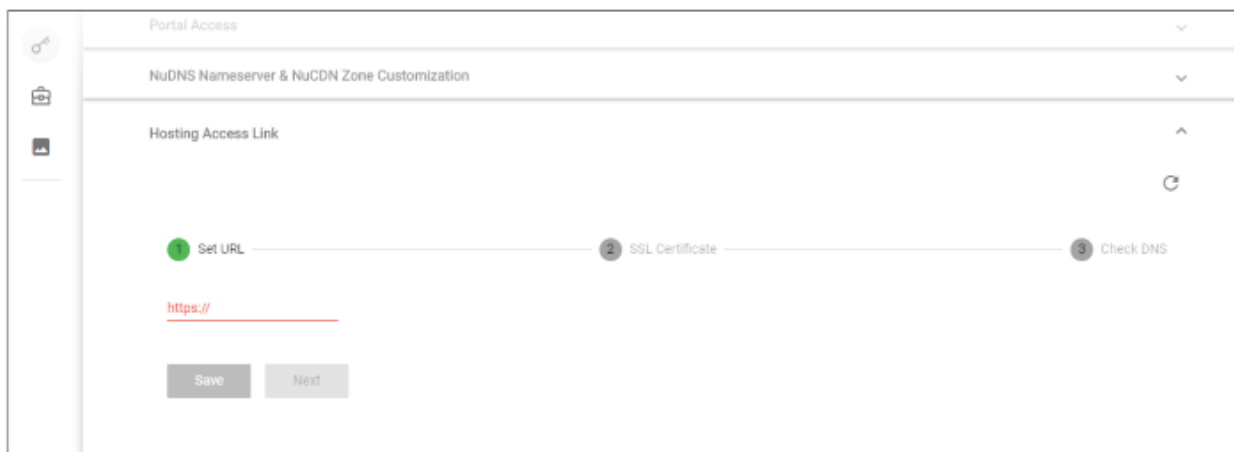 Portal Access
NuDNS Nameserver & NuCDN Zone Customization
Hosting Access Link
1 Set URL 2 SSL Certificate 3 Check DNS
https://
Save Next